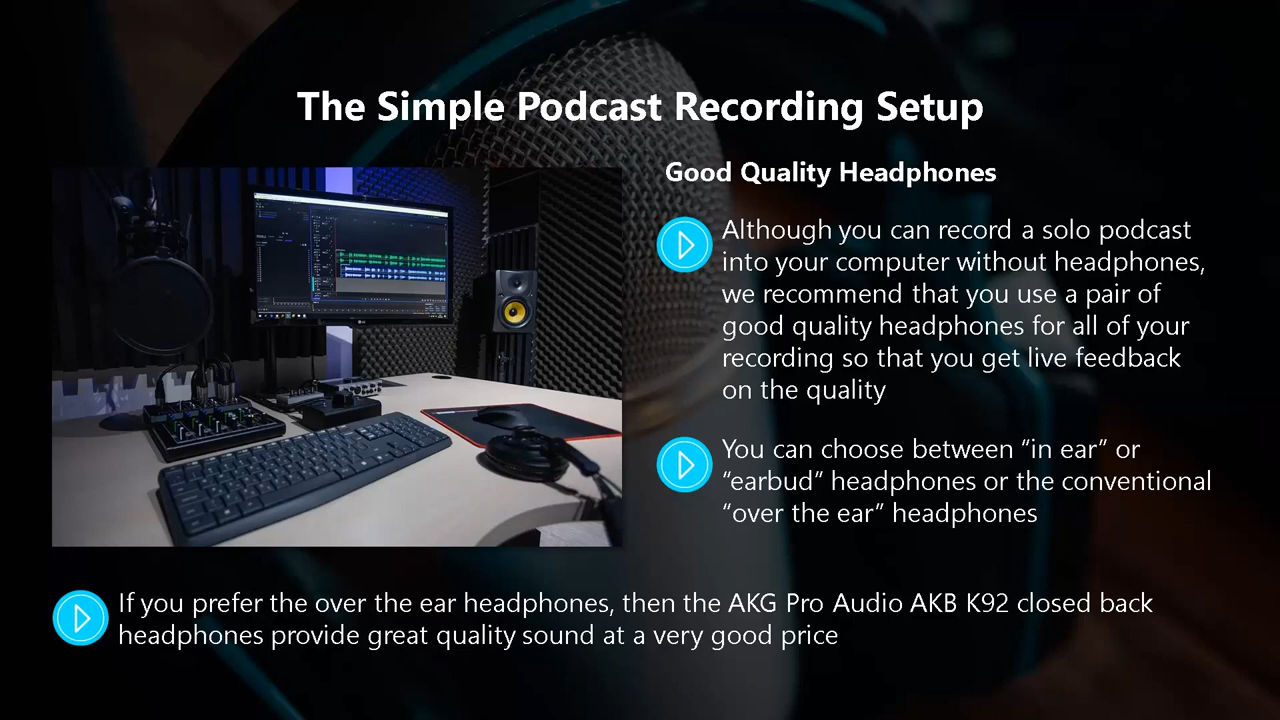 The Simple Podcast Recording Setup
Good Quality Headphones
Although you can record a solo podcast
into your computer without headphones,
we recommend that you use a pair of
good quality headphones for all of your
recording so that you get live feedback
on the quality
You can choose between “in ear” or
“earbud” headphones or the conventional
“over the ear” headphones
If you prefer the over the ear headphones, then the AKG Pro Audio AKB K92 closed back
headphones provide great quality sound at a very good price